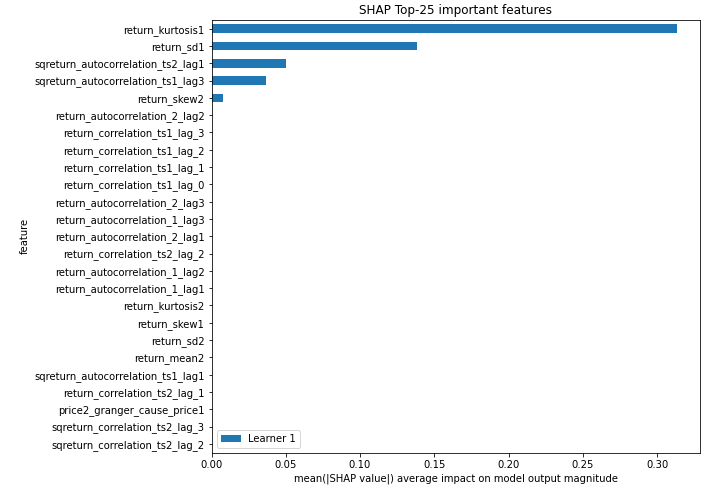 SHAP Top-25 important features
return_kurtosis1
return_sd1
sqreturn_autocorrelation_ts2_lag1
sqreturn_autocorrelation_ts1_lag3
return_skew2
return_autocorrelation_2_lag2
return_correlation_ts1_lag_3
return_correlation_ts1_lag_2
return_correlation_ts1_lag_1
return_correlation_ts1_lag_0
return_autocorrelation_2_lag3
return_autocorrelation_1_lag3
return_autocorrelation_2_lag1
return_correlation_ts2_lag_2
return_autocorrelation_1_lag2
return_autocorrelation_1_lag1
return_kurtosis2
return_skew1
return_sd2
return_mean2
sqreturn_autocorrelation_ts1_lag1
return_correlation_ts2_lag_1
price2_granger_cause_price1
sqreturn_correlation_ts2_lag_3
sqreturn_correlation_ts2_lag_2
feature
Learner 1
0.00 0.05 0.10 0.15 0.20 0.25 0.30
mean(|SHAP value|) average impact on model output magnitude